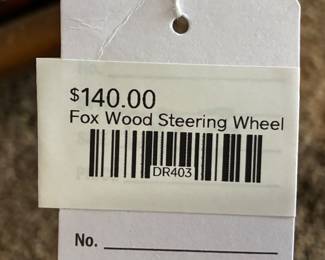 $140.00
Fox Wood Steering Wheel
DR403
No.